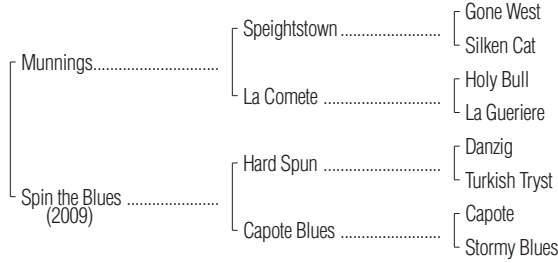 Gone West
Speightstown ........................
Silken Cat
Munnings...............................
Holy Bull
La Comete ............................
La Gueriere
Danzig
Hard Spun ............................
Turkish Tryst
Spin the Blues ......................
(2009)
Capote
Capote Blues ........................
Stormy Blues